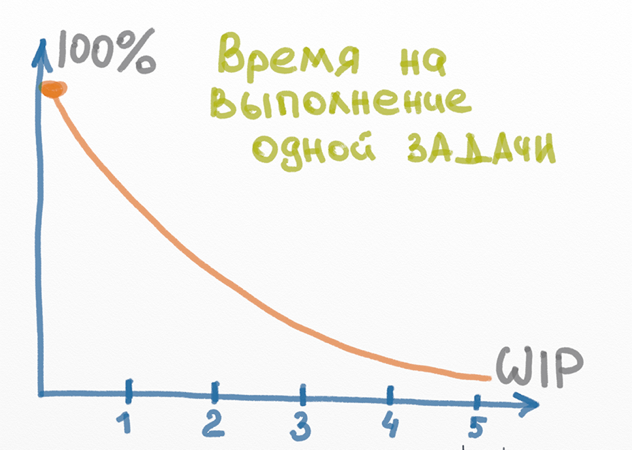 100%
Время на
выполнение
одной ЗАДАЧИ
WIP
1 2 3 4 5